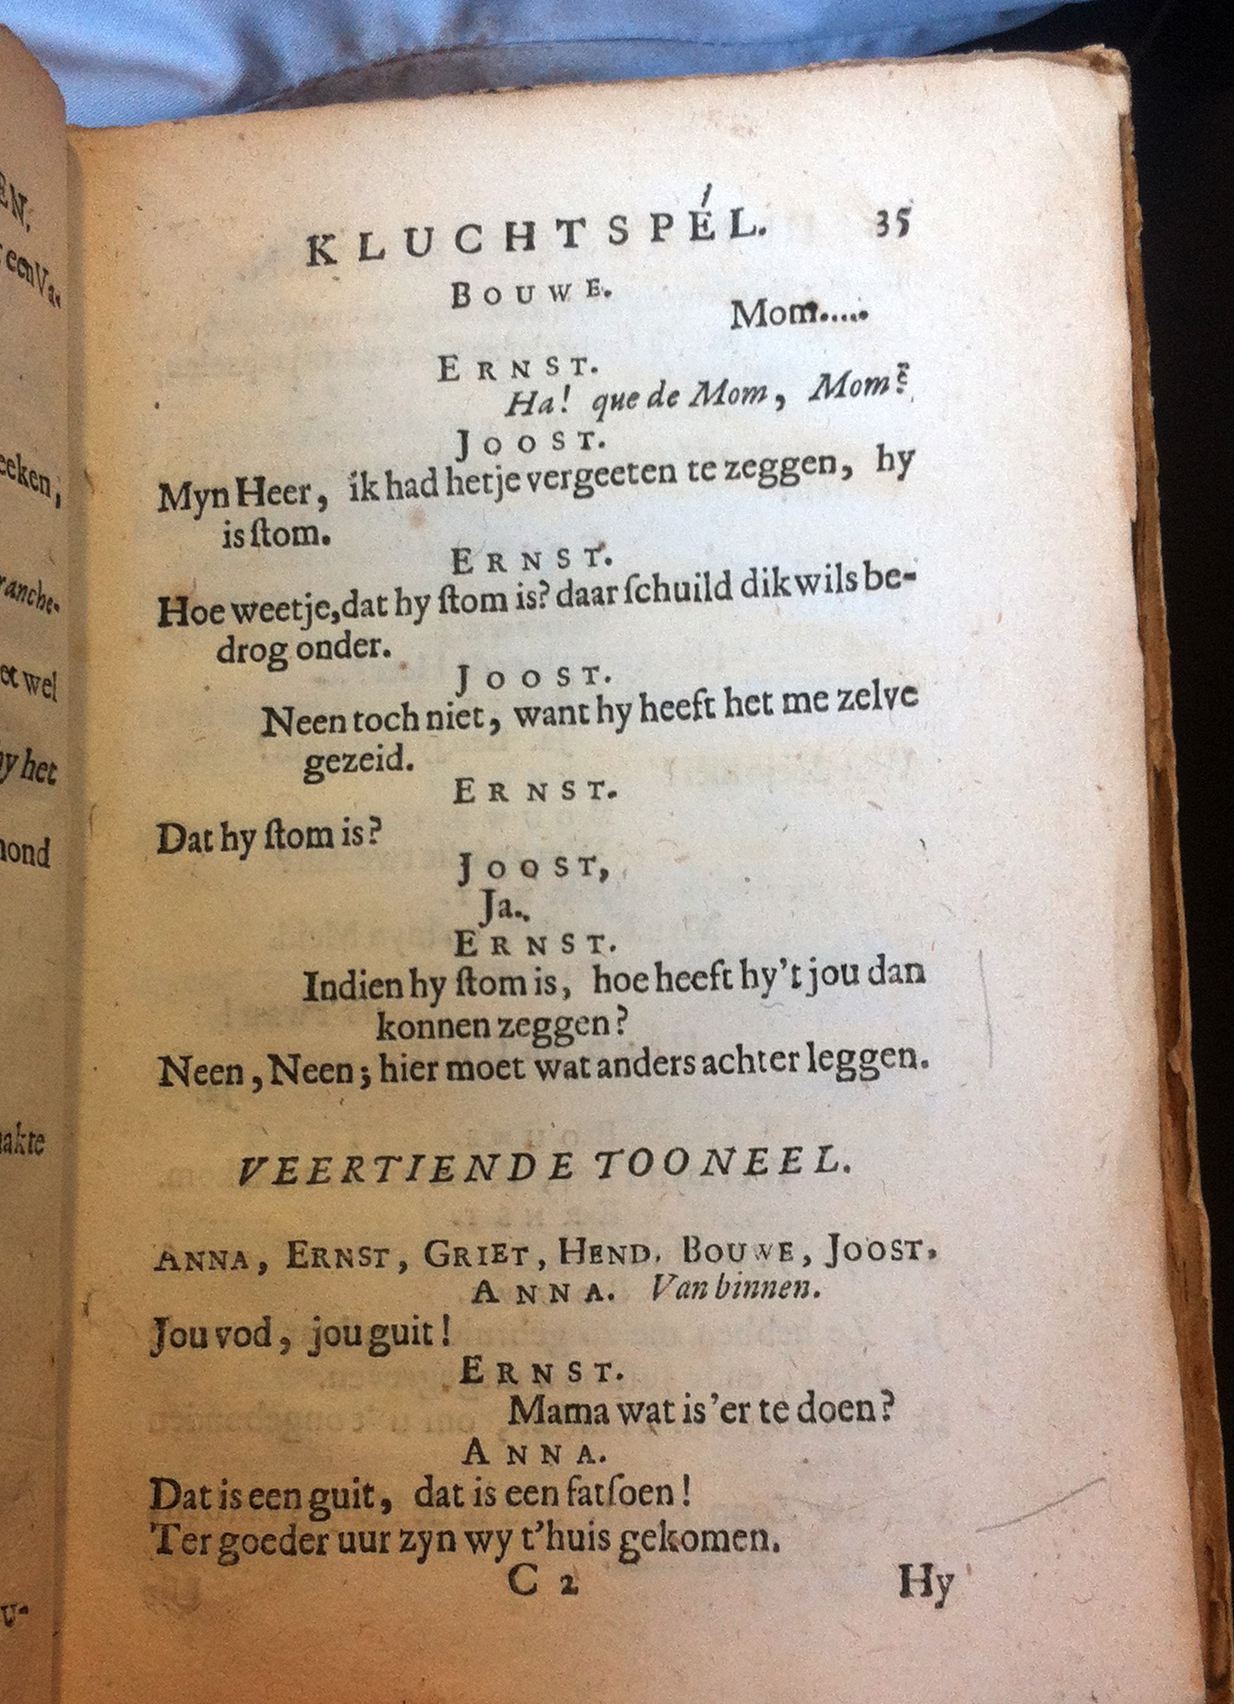 KLUCHTSPÉL. 35
BOUWE.
Mom.....
ERNST.
Ha! que de Mom, Mom?
JOOST.
Myn Heer, ik had hetje vergeeten te zeggen, hy
is ſtom.
ERNST.
Hoe weetje, dat hy ſtom is? daar ſchuild dikwils be-
drog onder.
JOOST.
Neen toch niet, want hy heeft het me zelve
gezeid.
ERNST.
Dat hy ſtom is?
JOOST,
Ja.
ERNST.
Indien hy ſtom is, hoe heeft hy't jou dan
konnen zeggen?
Neen, Neen; hier moet wat anders achter leggen.
VEERTIENDE TOONEEL.
ANNA, ERNST, GRIET, HEND. BOUWE, JOOST.
ANNA. Van binnen.
Jou vod, jou guit!
ERNST.
Mama wat is 'er te doen?
ANNA.
Dat is een guit, dat is een fatſoen!
Ter goeder uur zyn wy t'huis gekomen.
C 2 Hy